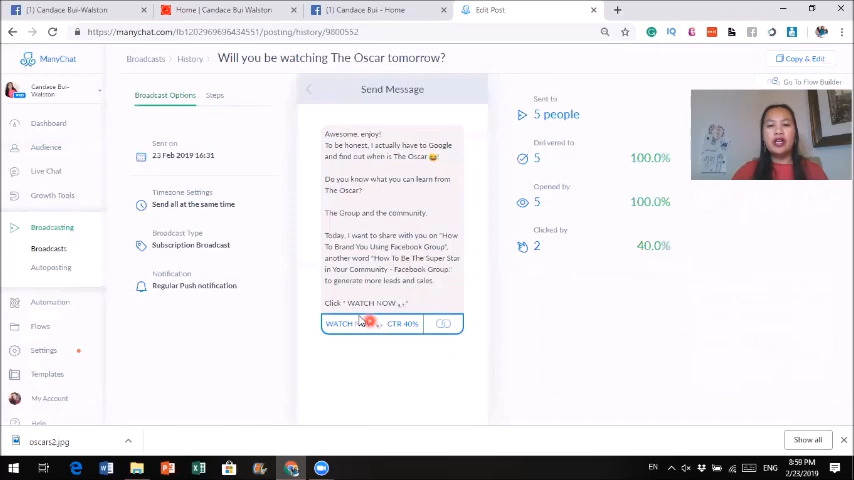 (1) Candace Bui-Walston
Home | Candace Bui Walston
(1) Candace Bui - Home
Edit Post
https://manychat.com/fb1202969696434551/posting/history/9800552
ManyChat
Broadcasts
History
Will you be watching The Oscar tomorrow?
Copy & Edit
Candace Bui-
Walston
PRO
Broadcast Options
Steps
Send Message
Go To Flow Builder
Dashboard
Audience
Live Chat
Growth Tools
Broadcasting
Broadcasts
Autoposting
Automation
Flows
Settings
Templates
My Account
Help
Sent on
23 Feb 2019 16:31
Timezone Settings
Send all at the same time
Broadcast Type
Subscription Broadcast
Notification
Regular Push notification
Awesome, enjoy!
To be honest, I actually have to Google
and find out when is The Oscar😂!
Do you know what you can learn from
The Oscar?
The Group and the community.
Today, I want to share with you on "How
To Brand You Using Facebook Group",
another word "How To Be The Super Star
in Your Community - Facebook Group."
to generate more leads and sales.
Click " WATCH NOW "
WATCH CTR 40%
Sent to
5 people
Delivered to
5 100.0%
Opened by
5 100.0%
Clicked by
2 40.0%
oscars2.jpg
Show all
EN
ENG
8:59 PM
2/23/2019